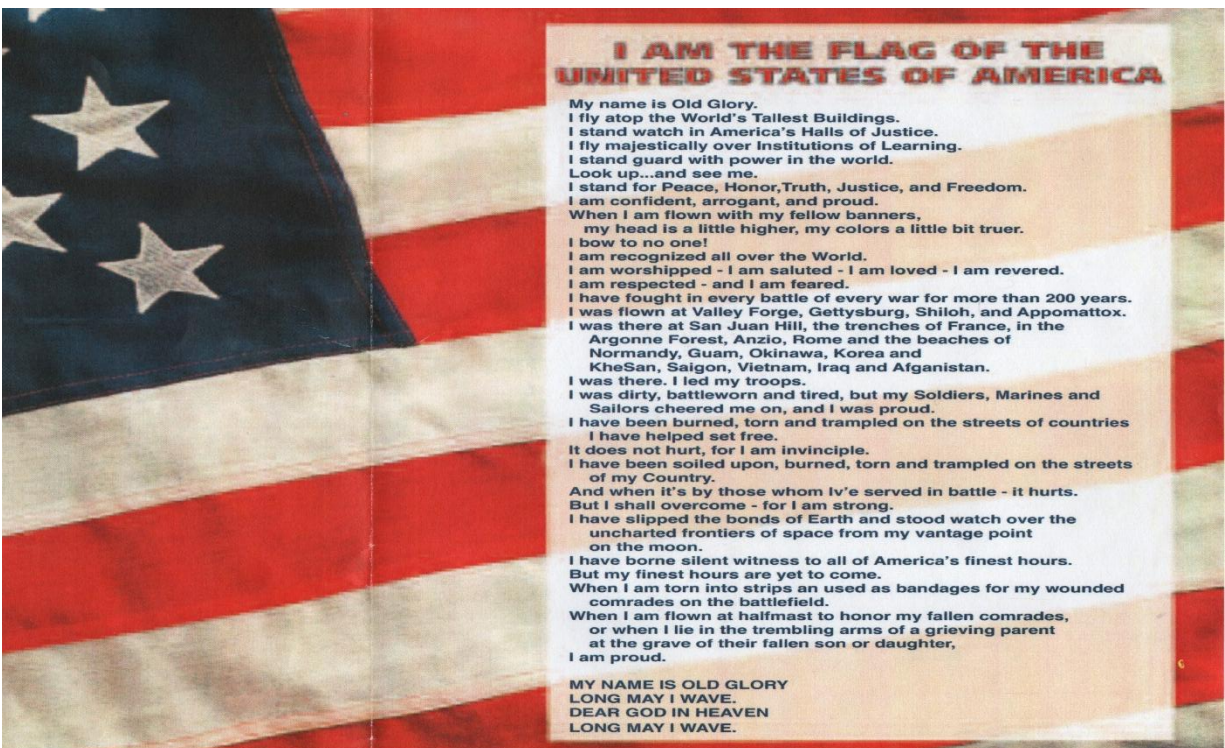 I AM THE FLAG OF THE
UNITED STATES OF AMERICA
My name is Old Glory.
I fly atop the World's Tallest Buildings.
I stand watch in America's Halls of Justice.
I fly majestically over Institutions of Learning.
I stand guard with power in the world.
Look up...and see me.
I stand for Peace, Honor,Truth, Justice, and Freedom.
I am confident, arrogant, and proud.
When I am flown with my fellow banners,
my head is a little higher, my colors a little bit truer.
I bow to no one!
I am recognized all over the World.
I am worshipped - I am saluted - I am loved - I am revered.
I am respected - and I am feared.
I have fought in every battle of every war for more than 200 years.
I was flown at Valley Forge, Gettysburg, Shiloh, and Appomattox.
I was there at San Juan Hill, the trenches of France, in the
Argonne Forest, Anzio, Rome and the beaches of
Normandy, Guam, Okinawa, Korea and
KheSan, Saigon, Vietnam, Iraq and Afganistan.
I was there. I led my troops.
I was dirty, battleworn and tired, but my Soldiers, Marines and
Sailors cheered me on, and I was proud.
I have been burned, torn and trampled on the streets of countries
I have helped set free.
It does not hurt, for I am invinciple.
I have been soiled upon, burned, torn and trampled on the streets
of my Country.
And when it's by those whom Iv'e served in battle - it hurts.
But I shall overcome - for I am strong.
I have slipped the bonds of Earth and stood watch over the
uncharted frontiers of space from my vantage point
on the moon.
I have borne silent witness to all of America's finest hours.
But my finest hours are yet to come.
When I am torn into strips an used as bandages for my wounded
comrades on the battlefield.
When I am flown at halfmast to honor my fallen comrades,
or when I lie in the trembling arms of a grieving parent
at the grave of their fallen son or daughter,
I am proud.
MY NAME IS OLD GLORY
LONG MAY I WAVE.
DEAR GOD IN HEAVEN
LONG MAY I WAVE.